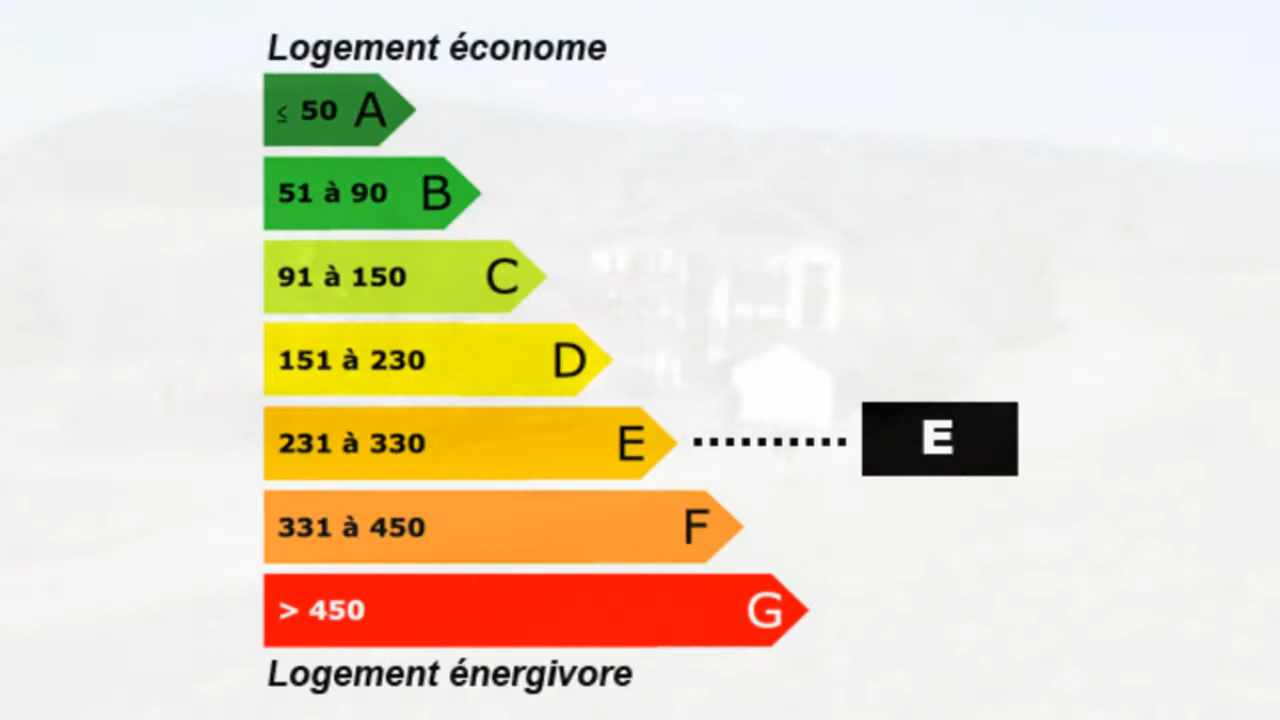 Logement économe
≤ 50 A
51 à 90 B
91 à 150 C
151 à 230 D
231 à 330 E E
331 à 450 F
> 450 G
Logement énergivore